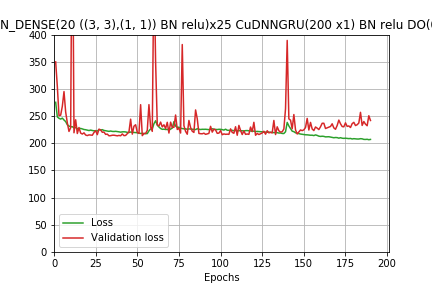 N_DENSE(20 ((3, 3),(1, 1)) BN relu)x25 CuDNNGRU(200 x1) BN relu DO(
400
350
300
250
200
150
100
50
0
Loss
Validation loss
0 25 50 75 100 125 150 175 200
Epochs